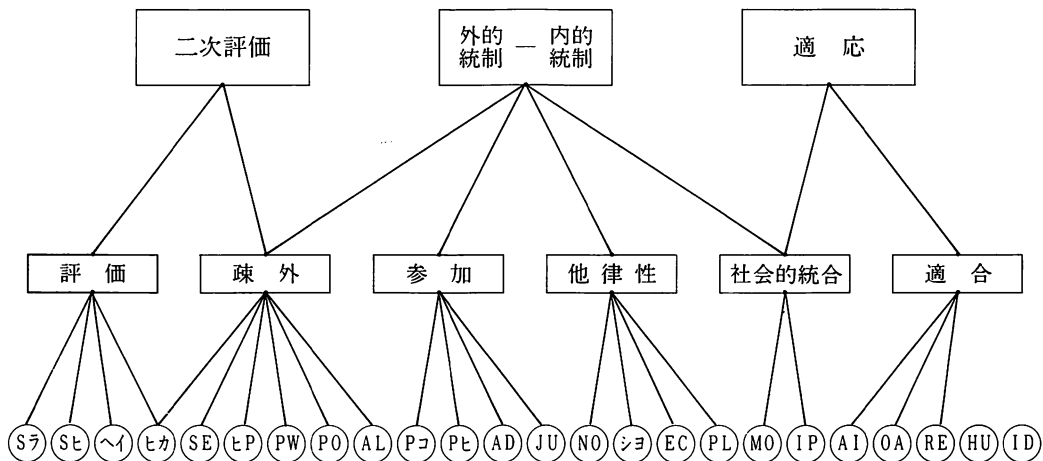 二次評価
外的 — 内的
統制 統制
適応
評価
疎外
参加
他律性
社会的統合
適合
Sラ Sヒ ヘイ ヒカ SE ヒP PW PO AL Pコ Pヒ AD JU NO ショ EC PL MO IP AI OA RE HU ID